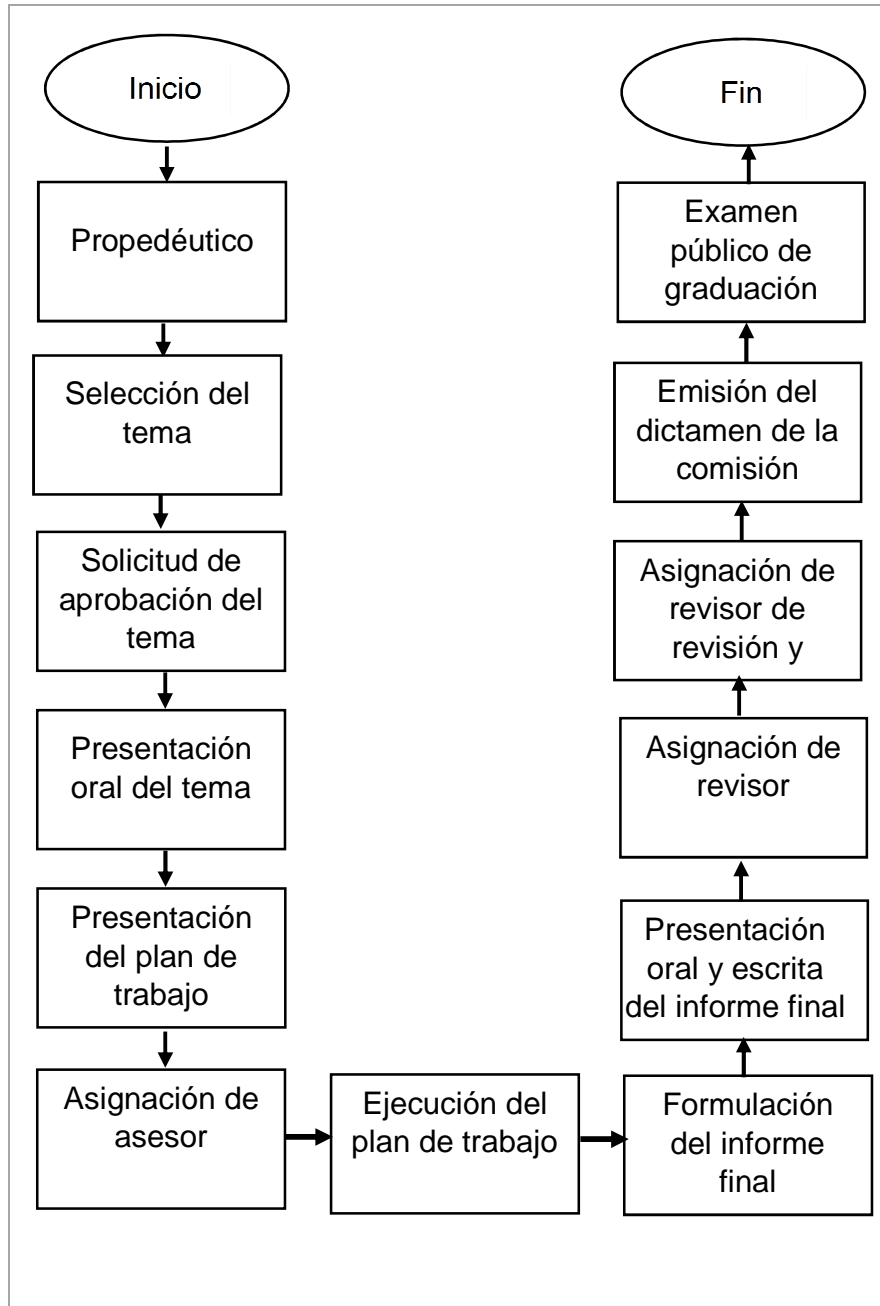 Inicio
Propedéutico
Selección del
tema
Solicitud de
aprobación del
tema
Presentación
oral del tema
Presentación
del plan de
trabajo
Asignación de
asesor
Ejecución del
plan de trabajo
Formulación
del informe
final
Presentación
oral y escrita
del informe final
Asignación de
revisor
Asignación de
revisor de
revisión y
Emisión del
dictamen de la
comisión
Examen
público de
graduación
Fin